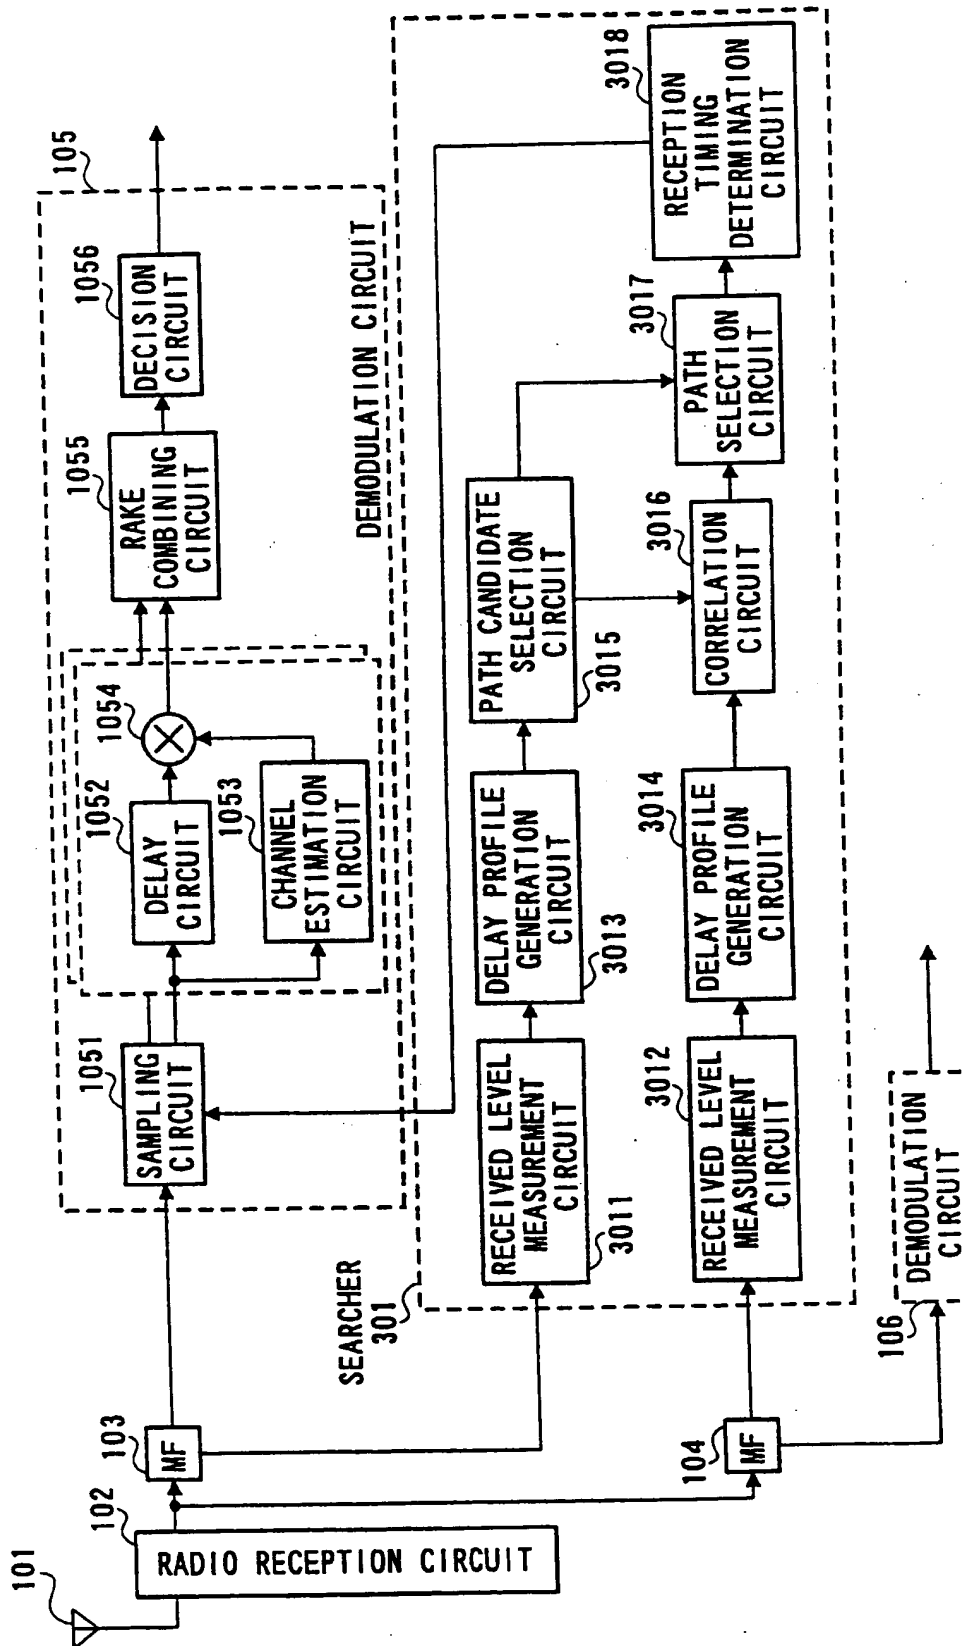 101
102
RADIO RECEPTION CIRCUIT
103
MF
104
MF
105
DEMODULATION CIRCUIT
1051
SAMPLING
CIRCUIT
1052
DELAY
CIRCUIT
1053
CHANNEL
ESTIMATION
CIRCUIT
1054
1055
RAKE
COMBINING
CIRCUIT
1056
DECISION
CIRCUIT
SEARCHER
301
3011
RECEIVED LEVEL
MEASUREMENT
CIRCUIT
3013
DELAY PROFILE
GENERATION
CIRCUIT
3015
PATH CANDIDATE
SELECTION
CIRCUIT
3012
RECEIVED LEVEL
MEASUREMENT
CIRCUIT
3014
DELAY PROFILE
GENERATION
CIRCUIT
3016
CORRELATION
CIRCUIT
3017
PATH
SELECTION
CIRCUIT
3018
RECEPTION
TIMING
DETERMINATION
CIRCUIT
106
DEMODULATION
CIRCUIT